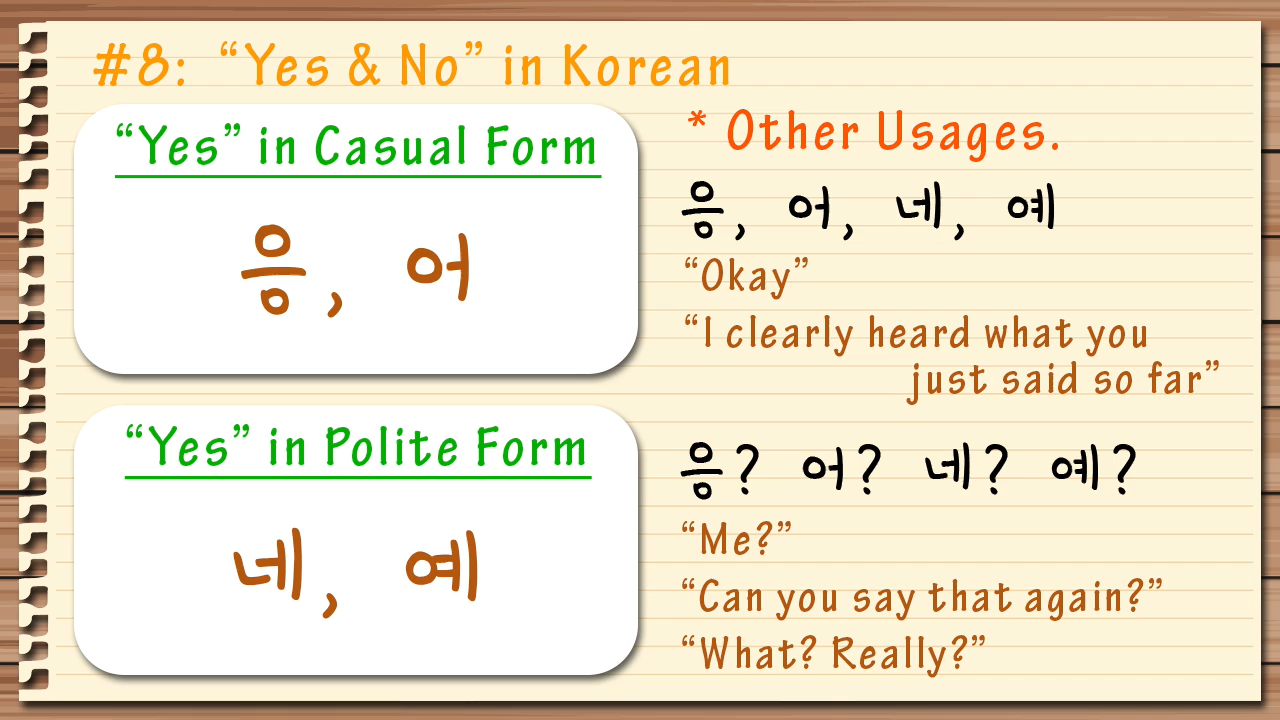 #8: “Yes & No” in Korean
“Yes” in Casual Form
응, 어
“Yes” in Polite Form
네, 예
* Other Usages.
응, 어, 네, 예
“Okay”
“I clearly heard what you
just said so far”
응? 어? 네? 예?
“Me?”
“Can you say that again?”
“What? Really?”